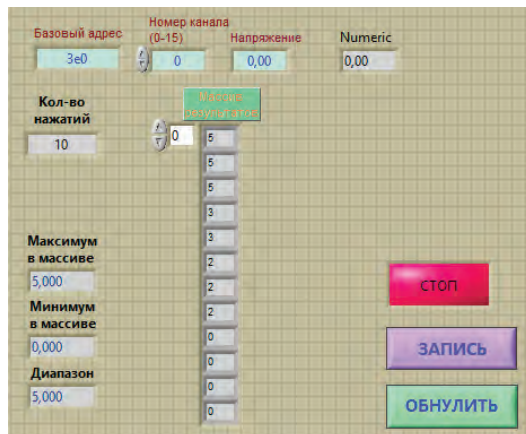 Базовый адрес
Номер канала
(0-15)
Напряжение
Numeric
3e0
0
0,00
0,00
Кол-во
нажатий
10
Массив
результатов
0
5
5
5
3
3
2
2
2
0
0
0
0
Максимум
в массиве
5,000
Минимум
в массиве
0,000
Диапазон
5,000
СТОП
ЗАПИСЬ
ОБНУЛИТЬ